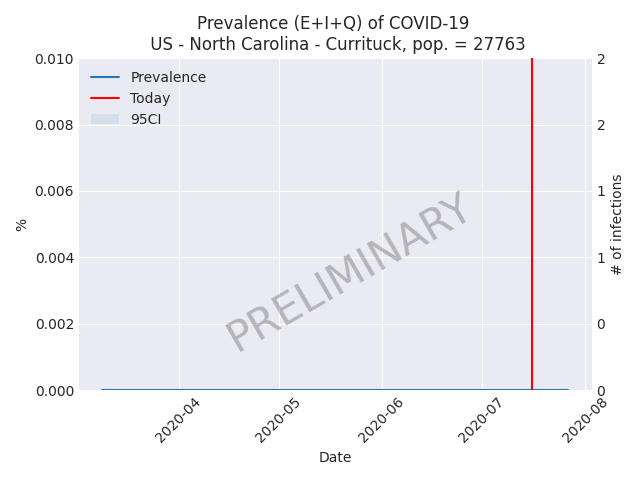 Prevalence (E+I+Q) of COVID-19
US - North Carolina - Currituck, pop. = 27763
0.010
0.008
0.006
0.004
0.002
0.000
%
Prevalence
Today
95CI
PRELIMINARY
2
2
1
1
0
0
# of infections
2020-04
2020-05
2020-06
2020-07
2020-08
Date